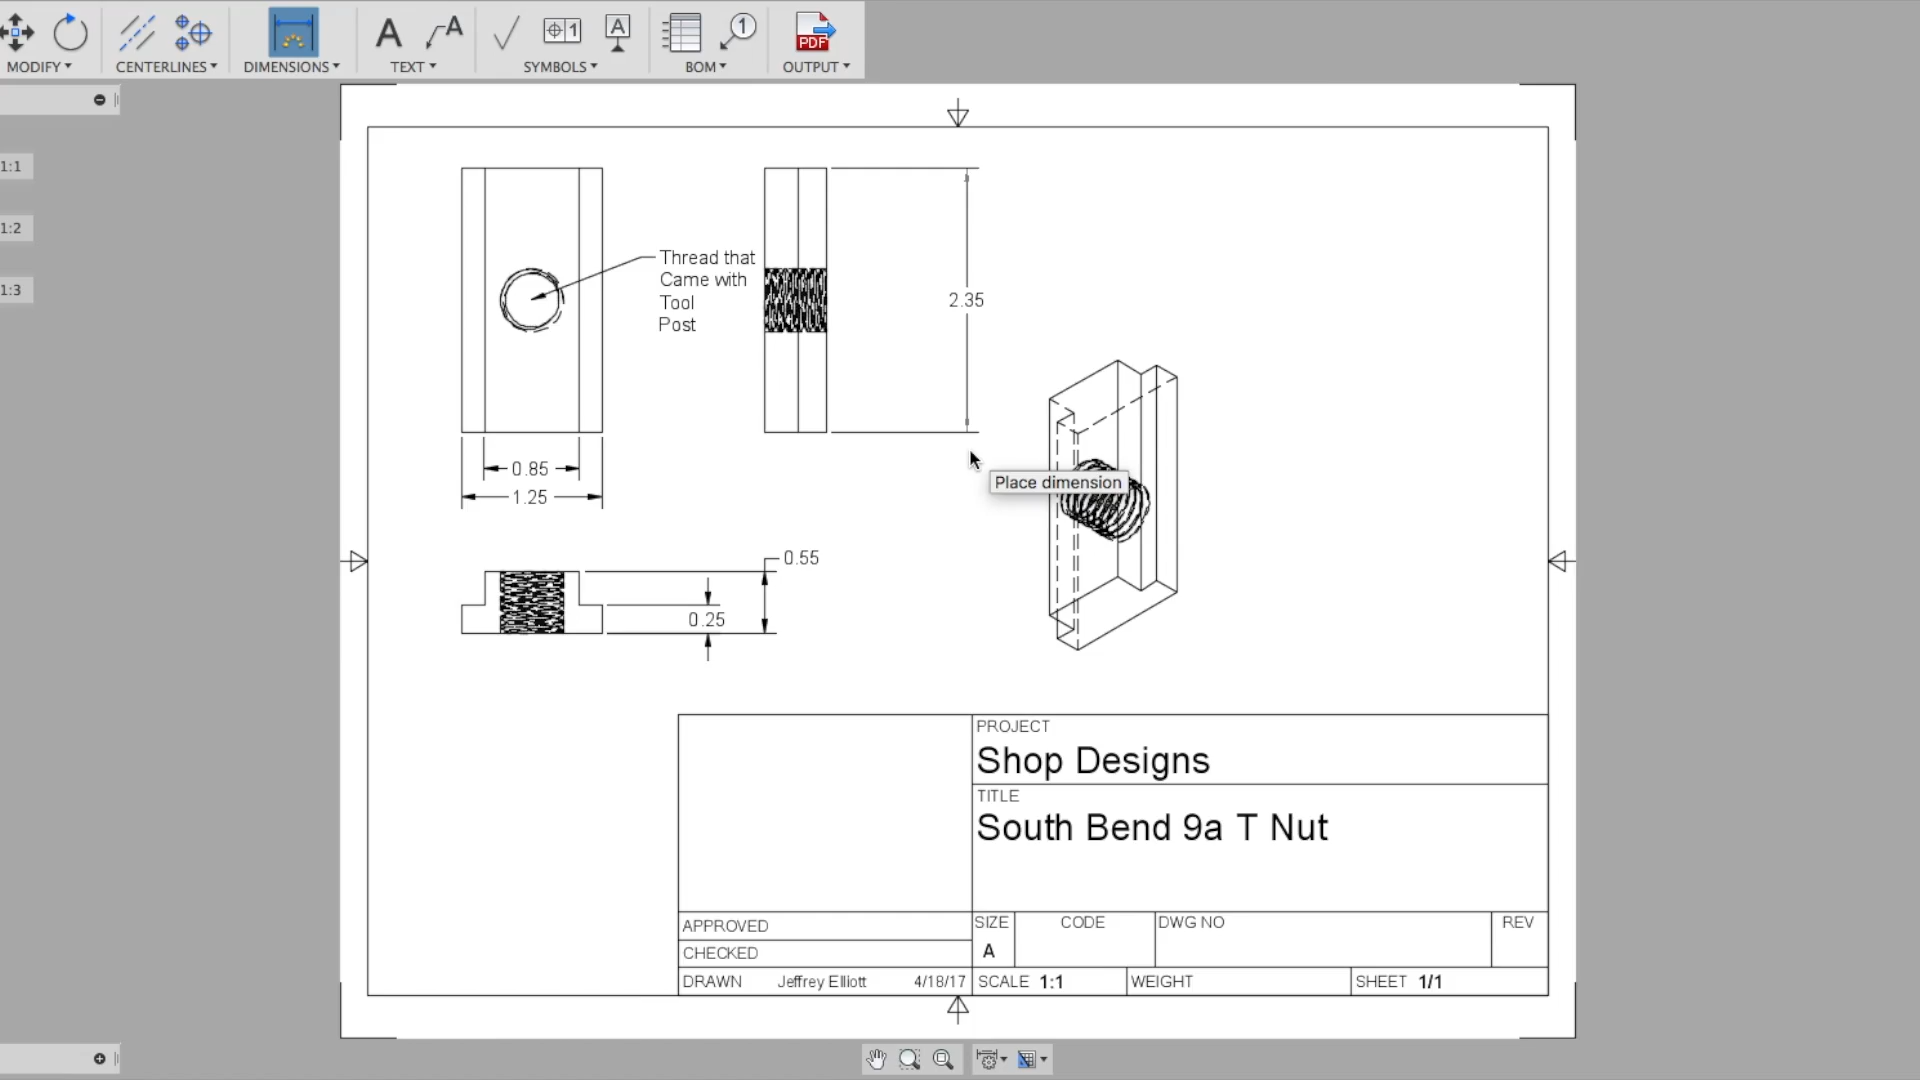 MODIFY
CENTERLINES
DIMENSIONS
A
A
TEXT
1
A
SYMBOLS
1
BOM
PDF
OUTPUT
1:1
1:2
1:3
Thread that
Came with
Tool
Post
2.35
0.85
1.25
Place dimension
0.55
0.25
PROJECT
Shop Designs
TITLE
South Bend 9a T Nut
APPROVED
CHECKED
DRAWN Jeffrey Elliott 4/18/17
SIZE
A
CODE
DWG NO
REV
SCALE 1:1
WEIGHT
SHEET 1/1